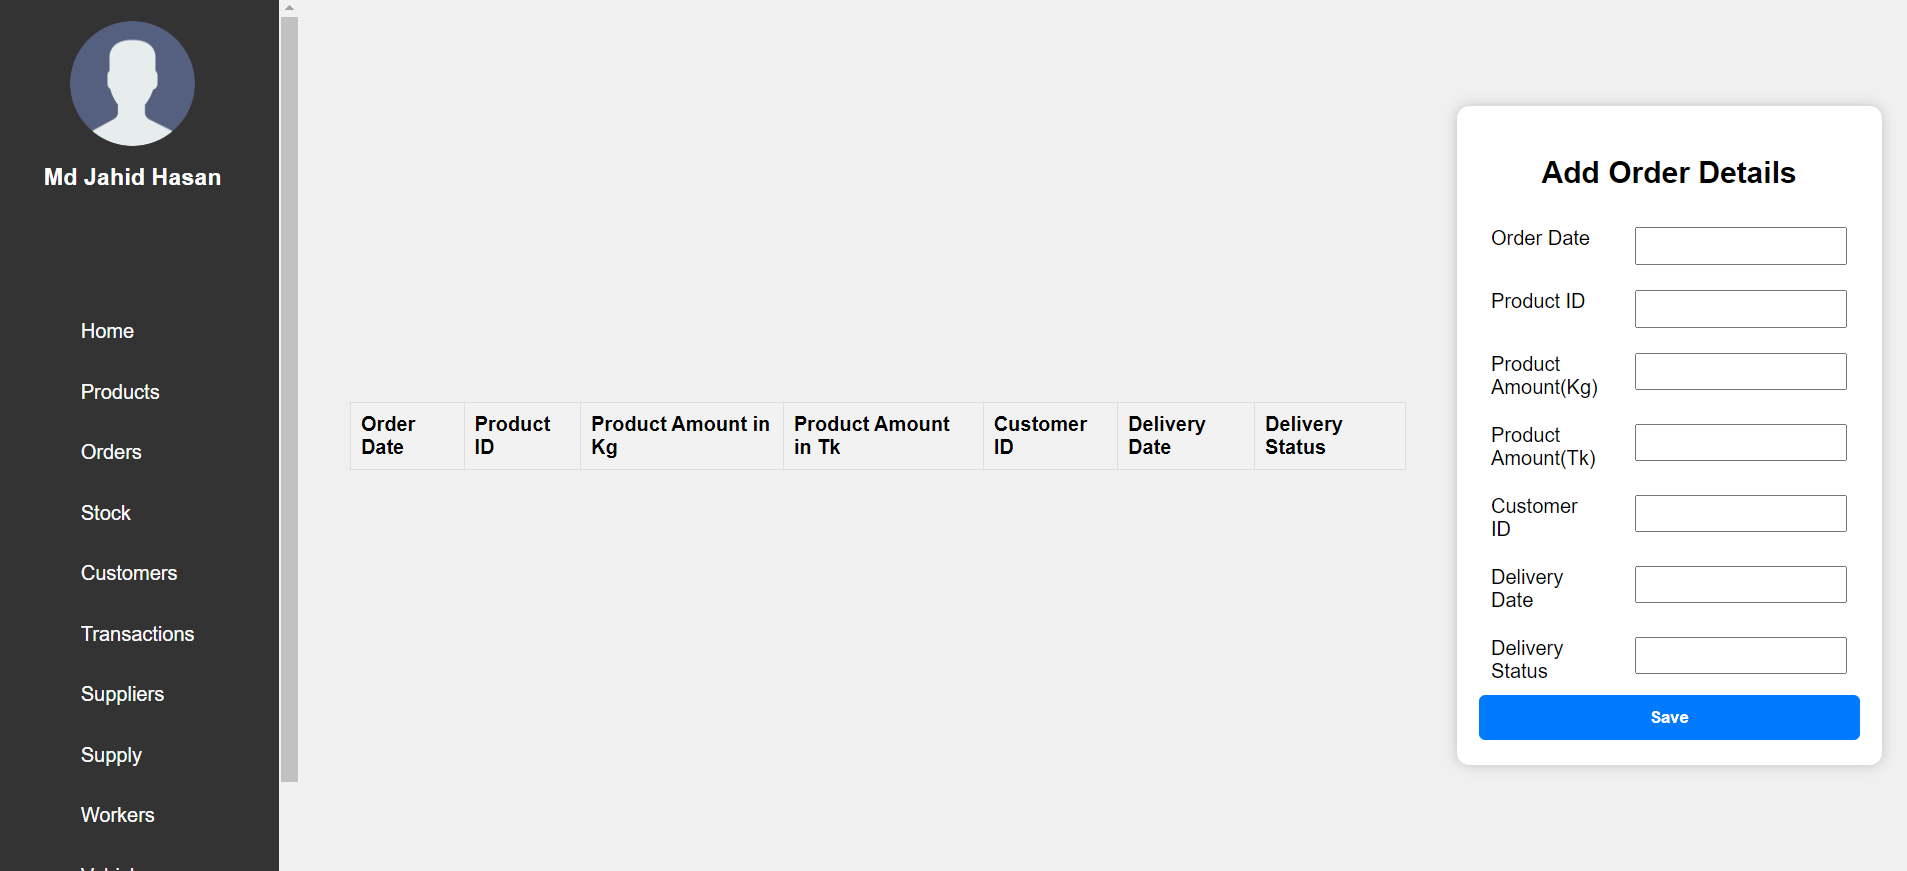 Md Jahid Hasan
Home
Products
Orders
Stock
Customers
Transactions
Suppliers
Supply
Workers
Order
Date
Product
ID
Product Amount in
Kg
Product Amount
in Tk
Customer
ID
Delivery
Date
Delivery
Status
Add Order Details
Order Date
Product ID
Product
Amount(Kg)
Product
Amount(Tk)
Customer
ID
Delivery
Date
Delivery
Status
Save